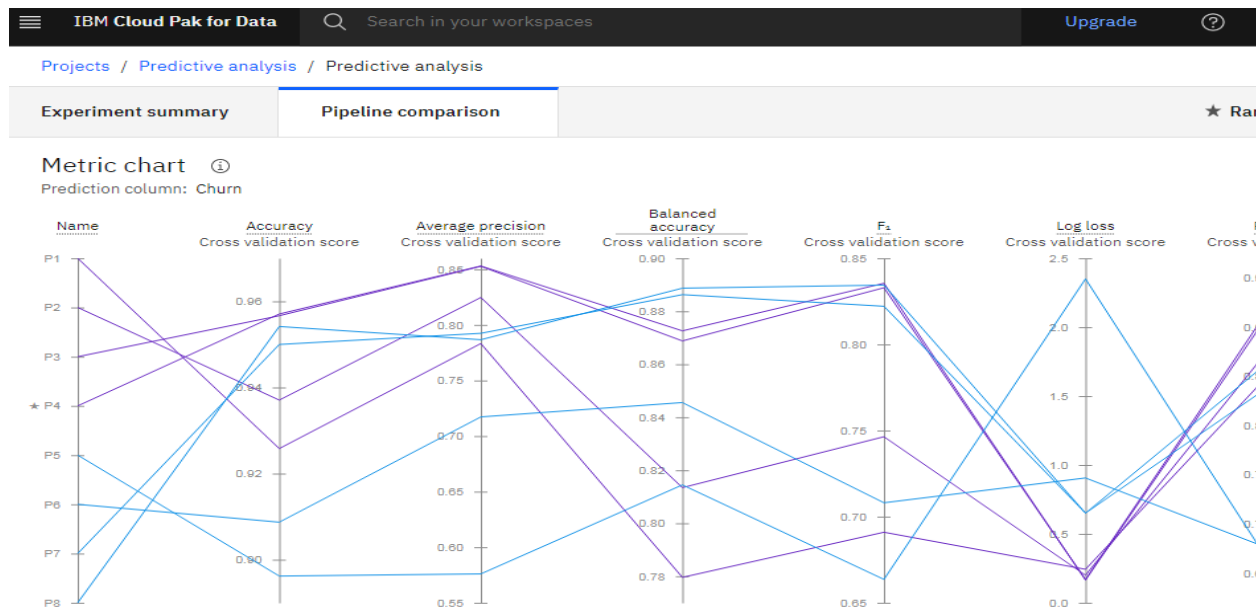 IBM Cloud Pak for Data Search in your workspaces Upgrade
Projects / Predictive analysis / Predictive analysis
Experiment summary Pipeline comparison ★ Ra
Metric chart
Prediction column: Churn
Name Accuracy Average precision Balanced accuracy F₁ Log loss
Cross validation score Cross validation score Cross validation score Cross validation score Cross validation score Cross v
P1
P2
P3
★ P4
P5
P6
P7
P8
0.96
0.94
0.92
0.90
0.85
0.80
0.75
0.70
0.65
0.60
0.55
0.90
0.88
0.86
0.84
0.82
0.80
0.78
0.85
0.80
0.75
0.70
0.65
2.5
2.0
1.5
1.0
0.5
0.0